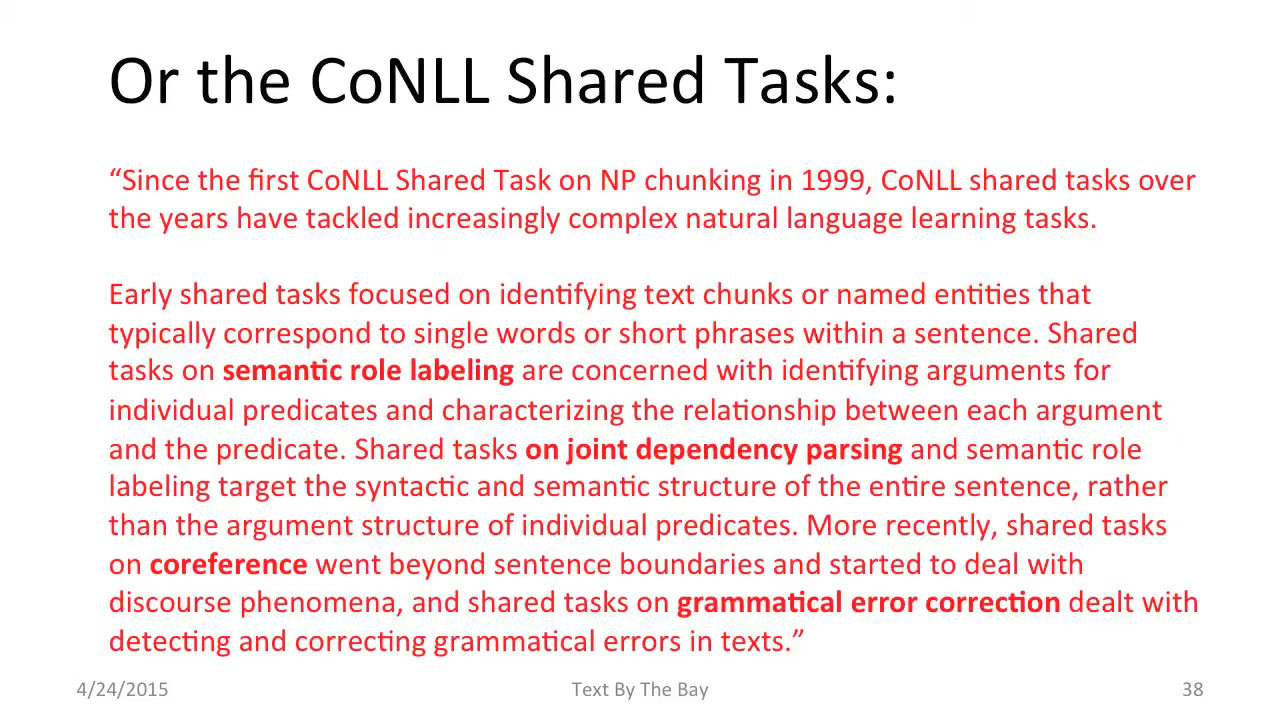 Or the CoNLL Shared Tasks:
“Since the first CoNLL Shared Task on NP chunking in 1999, CoNLL shared tasks over
the years have tackled increasingly complex natural language learning tasks.
Early shared tasks focused on identifying text chunks or named entities that
typically correspond to single words or short phrases within a sentence. Shared
tasks on semantic role labeling are concerned with identifying arguments for
individual predicates and characterizing the relationship between each argument
and the predicate. Shared tasks on joint dependency parsing and semantic role
labeling target the syntactic and semantic structure of the entire sentence, rather
than the argument structure of individual predicates. More recently, shared tasks
on coreference went beyond sentence boundaries and started to deal with
discourse phenomena, and shared tasks on grammatical error correction dealt with
detecting and correcting grammatical errors in texts.”
4/24/2015 Text By The Bay 38